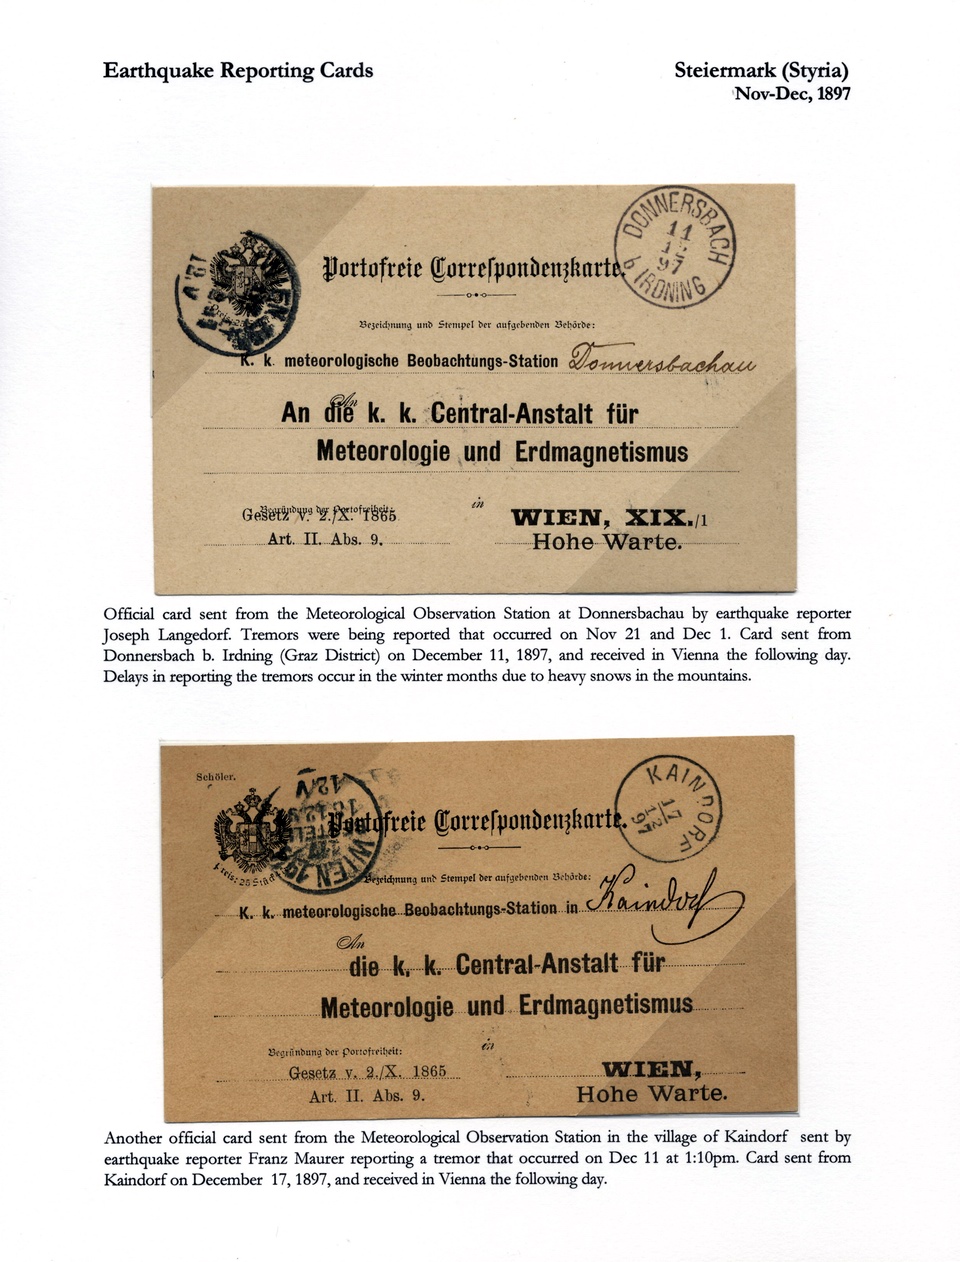 Earthquake Reporting Cards
Steiermark (Styria)
Nov-Dec, 1897
DONNERSBACH
11
97
b. IRDNING
WIEN
Portofreie Correspondenzkarte.
Bezeichnung und Stempel der aufgebenden Behörde:
K. k. meteorologische Beobachtungs-Station Donnersbachau
An
An die k. k. Central-Anstalt für
Meteorologie und Erdmagnetismus
in
Begründung der Portofreiheit:
Gesetz v. 2./X. 1865
Art. II. Abs. 9.
WIEN, XIX./1
Hohe Warte.
Official card sent from the Meteorological Observation Station at Donnersbachau by earthquake reporter
Joseph Langedorf. Tremors were being reported that occurred on Nov 21 and Dec 1. Card sent from
Donnersbach b. Irdning (Graz District) on December 11, 1897, and received in Vienna the following day.
Delays in reporting the tremors occur in the winter months due to heavy snows in the mountains.
Schöler.
KAINDORF
17
12
97
12/V
WIEN 19/1
Preis: 25 Stück
Portofreie Correspondenzkarte.
Bezeichnung und Stempel der aufgebenden Behörde:
K. k. meteorologische Beobachtungs-Station in Kaindorf
An
die k. k. Central-Anstalt für
Meteorologie und Erdmagnetismus
in
Begründung der Portofreiheit:
Gesetz v. 2./X. 1865
Art. II. Abs. 9.
WIEN,
Hohe Warte.
Another official card sent from the Meteorological Observation Station in the village of Kaindorf sent by
earthquake reporter Franz Maurer reporting a tremor that occurred on Dec 11 at 1:10pm. Card sent from
Kaindorf on December 17, 1897, and received in Vienna the following day.